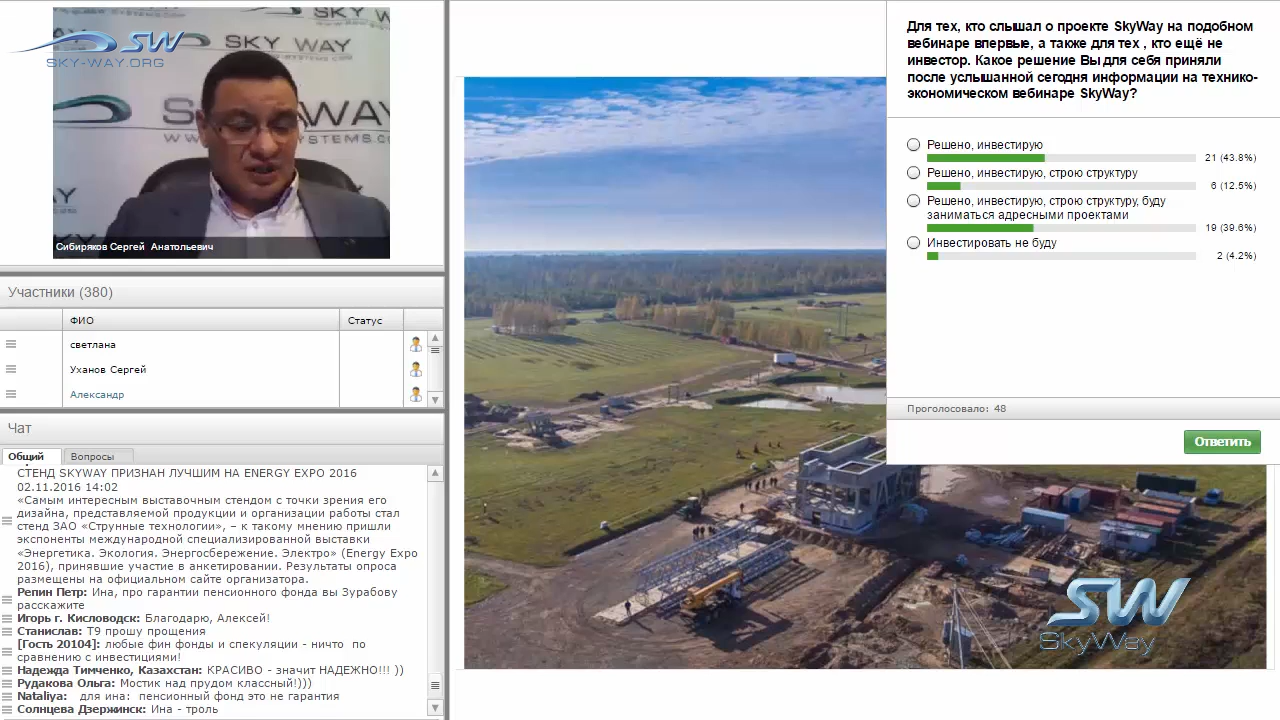 SW
SKY-WAY.ORG
SKY WAY
SKYWAY
Сибиряков Сергей Анатольевич
Участники (380)
ФИО
Статус
светлана
Уханов Сергей
Александр
Чат
Общий
Вопросы
СТЕНД SKYWAY ПРИЗНАН ЛУЧШИМ НА ENERGY EXPO 2016
02.11.2016 14:02
«Самым интересным выставочным стендом с точки зрения его
дизайна, представляемой продукции и организации работы стал
стенд ЗАО «Струнные технологии», – к такому мнению пришли
экспоненты международной специализированной выставки
«Энергетика. Экология. Энергосбережение. Электро» (Energy Expo
2016), принявшие участие в анкетировании. Результаты опроса
размещены на официальном сайте организатора.
Репин Петр: Ина, про гарантии пенсионного фонда вы Зурабову
расскажите
Игорь г. Кисловодск: Благодарю, Алексей!
Станислав: Т9 прошу прощения
[Гость 20104]: любые фин фонды и спекуляции - ничто по
сравнению с инвестициями!
Надежда Тимченко, Казахстан: КРАСИВО - значит НАДЕЖНО!!! ))
Рудакова Ольга: Мостик над прудом классный!)))
Nataliya: для ина: пенсионный фонд это не гарантия
Солнцева Дзержинск: Ина - троль
Для тех, кто слышал о проекте SkyWay на подобном
вебинаре впервые, а также для тех , кто ещё не
инвестор. Какое решение Вы для себя приняли
после услышанной сегодня информации на технико-
экономическом вебинаре SkyWay?
Решено, инвестирую
21 (43.8%)
Решено, инвестирую, строю структуру
6 (12.5%)
Решено, инвестирую, строю структуру, буду
заниматься адресными проектами
19 (39.6%)
Инвестировать не буду
2 (4.2%)
Проголосовало: 48
Ответить
SW
SkyWay